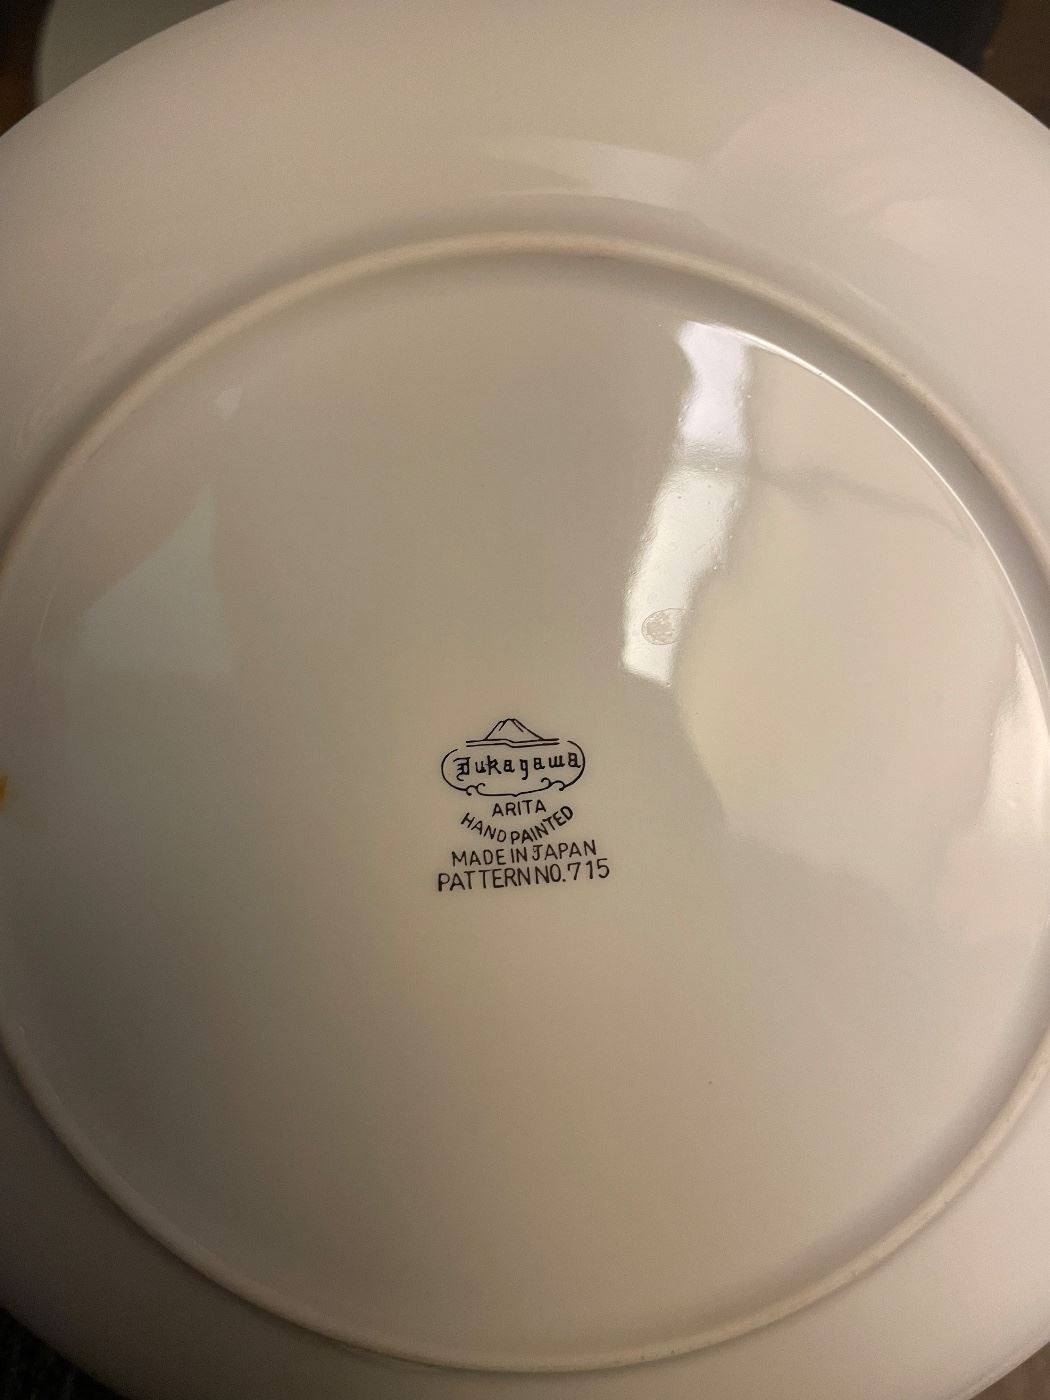 Fukagawa
ARITA
HAND PAINTED
MADE IN JAPAN
PATTERN NO. 715